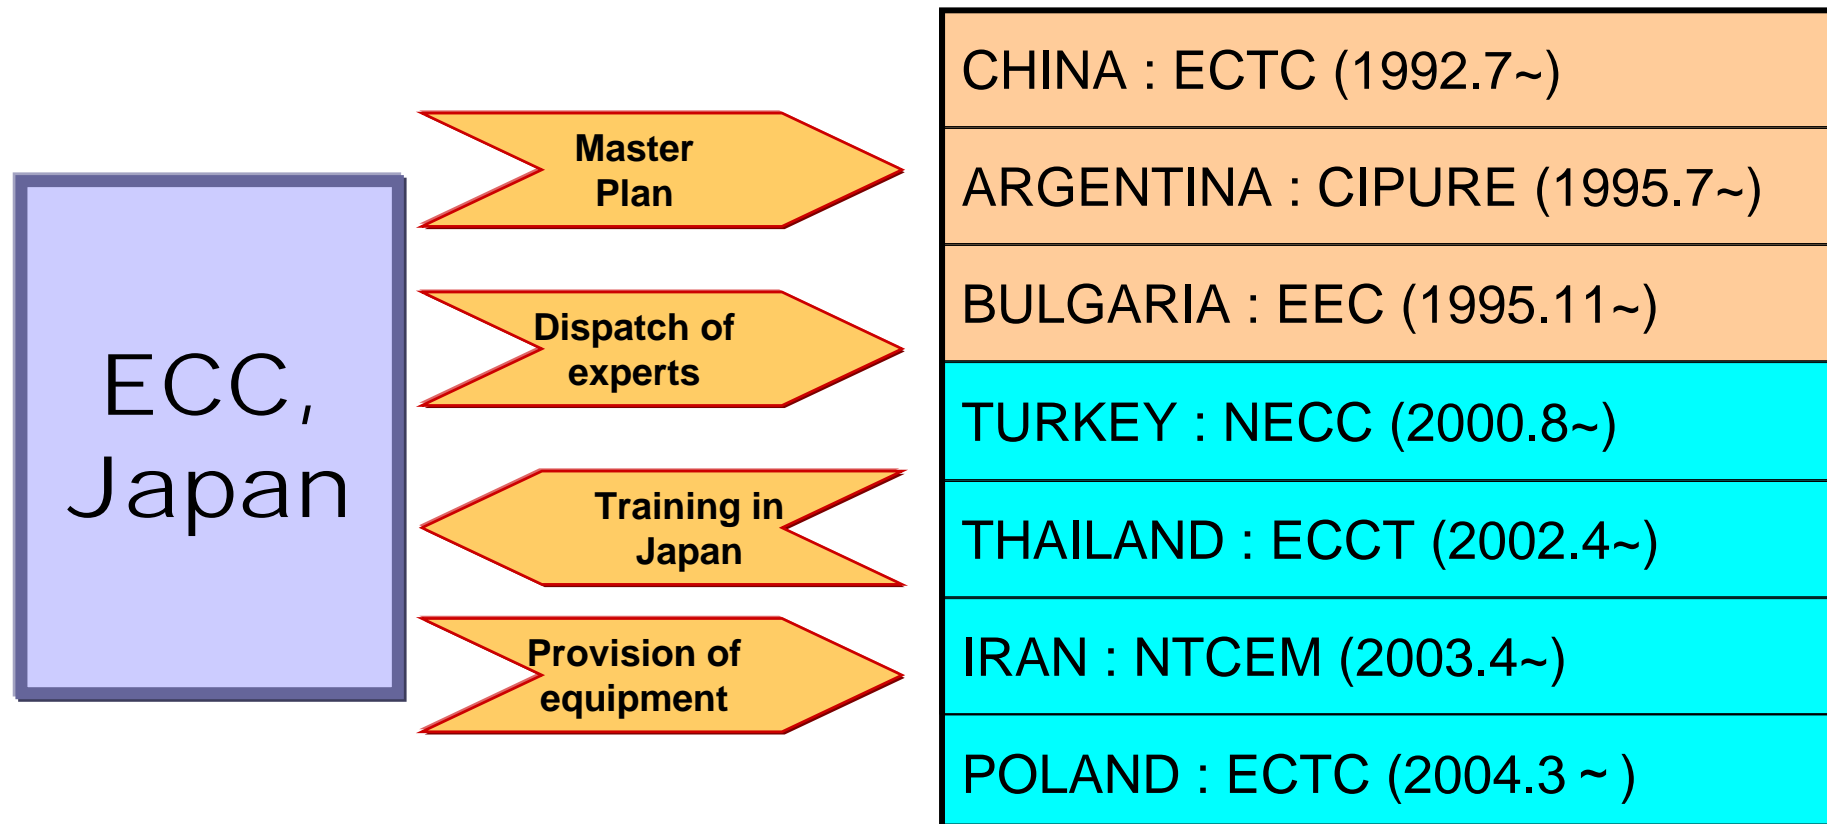 ECC,
Japan
Master
Plan
Dispatch of
experts
Training in
Japan
Provision of
equipment
CHINA : ECTC (1992.7~)
ARGENTINA : CIPURE (1995.7~)
BULGARIA : EEC (1995.11~)
TURKEY : NECC (2000.8~)
THAILAND : ECCT (2002.4~)
IRAN : NTCEM (2003.4~)
POLAND : ECTC (2004.3 ~ )